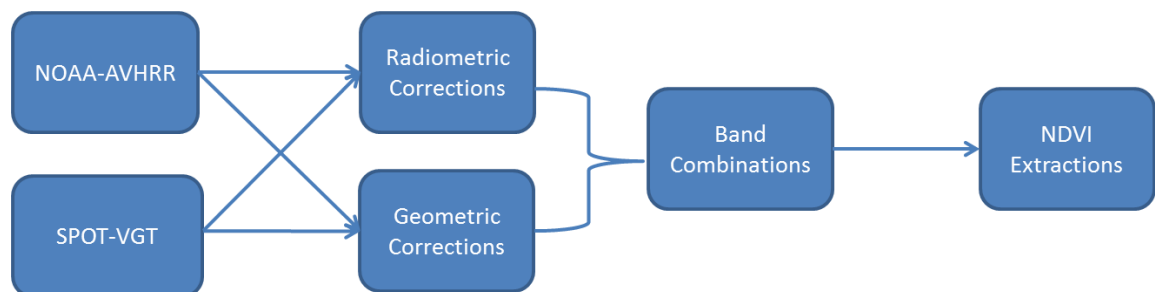 NOAA-AVHRR
SPOT-VGT
Radiometric
Corrections
Geometric
Corrections
Band
Combinations
NDVI
Extractions